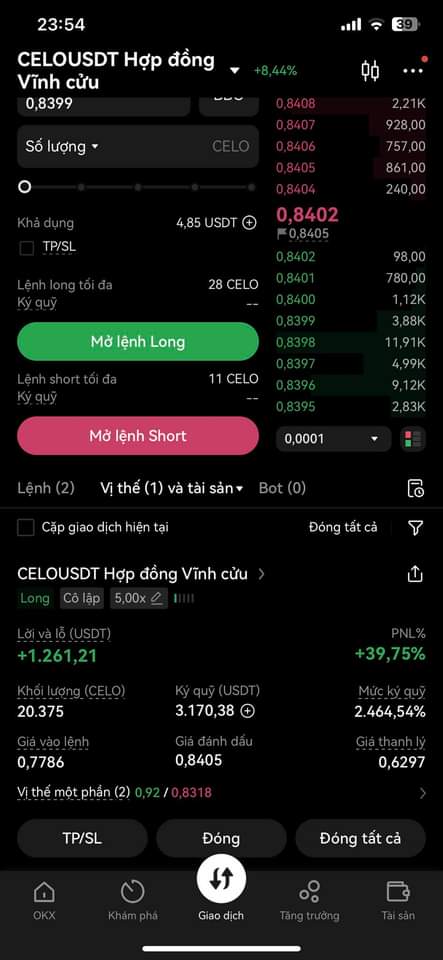 23:54
39
CELOUSDT Hợp đồng
Vĩnh cửu
+8,44%
0,8399
BBO
Số lượng
CELO
Khả dụng
4,85 USDT
TP/SL
Lệnh long tối đa
28 CELO
Ký quỹ
--
Mở lệnh Long
Lệnh short tối đa
11 CELO
Ký quỹ
--
Mở lệnh Short
0,8408 2,21K
0,8407 928,00
0,8406 757,00
0,8405 861,00
0,8404 240,00
0,8402
0,8405
0,8402 98,00
0,8401 780,00
0,8400 1,12K
0,8399 3,88K
0,8398 11,91K
0,8397 4,99K
0,8396 9,12K
0,8395 2,83K
0,0001
Lệnh (2) Vị thế (1) và tài sản Bot (0)
Cặp giao dịch hiện tại Đóng tất cả
CELOUSDT Hợp đồng Vĩnh cửu
Long Cô lập 5,00x
Lời và lỗ (USDT) PNL%
+1.261,21 +39,75%
Khối lượng (CELO) Ký quỹ (USDT) Mức ký quỹ
20.375 3.170,38 2.464,54%
Giá vào lệnh Giá đánh dấu Giá thanh lý
0,7786 0,8405 0,6297
Vị thế một phần (2) 0,92 / 0,8318
TP/SL Đóng Đóng tất cả
OKX Khám phá Giao dịch Tăng trưởng Tài sản